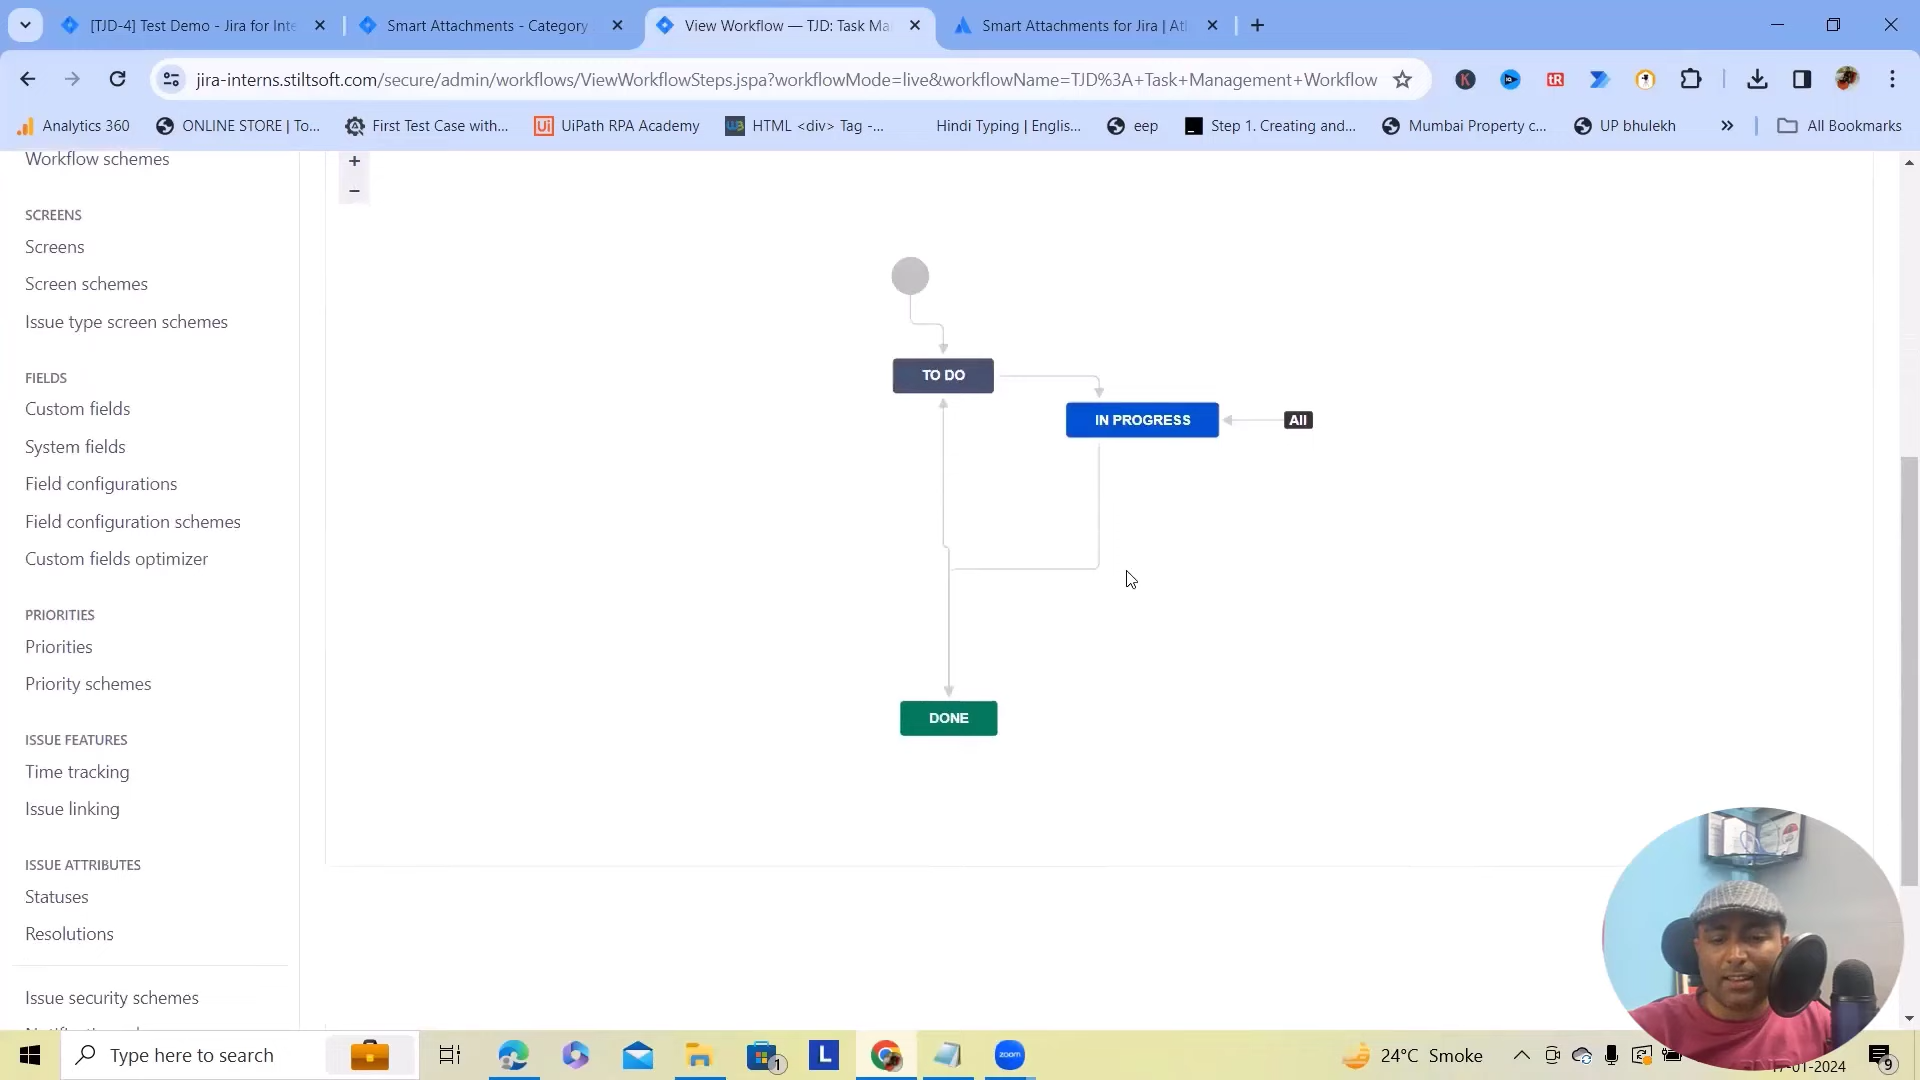 [TJD-4] Test Demo - Jira for Inte
Smart Attachments - Category
View Workflow — TJD: Task Ma
Smart Attachments for Jira | Atl
jira-interns.stiltsoft.com/secure/admin/workflows/ViewWorkflowSteps.jspa?workflowMode=live&workflowName=TJD%3A+Task+Management+Workflow
Analytics 360
ONLINE STORE | To...
First Test Case with...
UiPath RPA Academy
HTML <div> Tag -...
Hindi Typing | Englis...
eep
Step 1. Creating and...
Mumbai Property c...
UP bhulekh
All Bookmarks
Workflow schemes
SCREENS
Screens
Screen schemes
Issue type screen schemes
FIELDS
Custom fields
System fields
Field configurations
Field configuration schemes
Custom fields optimizer
PRIORITIES
Priorities
Priority schemes
ISSUE FEATURES
Time tracking
Issue linking
ISSUE ATTRIBUTES
Statuses
Resolutions
Issue security schemes
+
−
TO DO
IN PROGRESS
All
DONE
Type here to search
1
L
zoom
24°C Smoke
17-01-2024
9